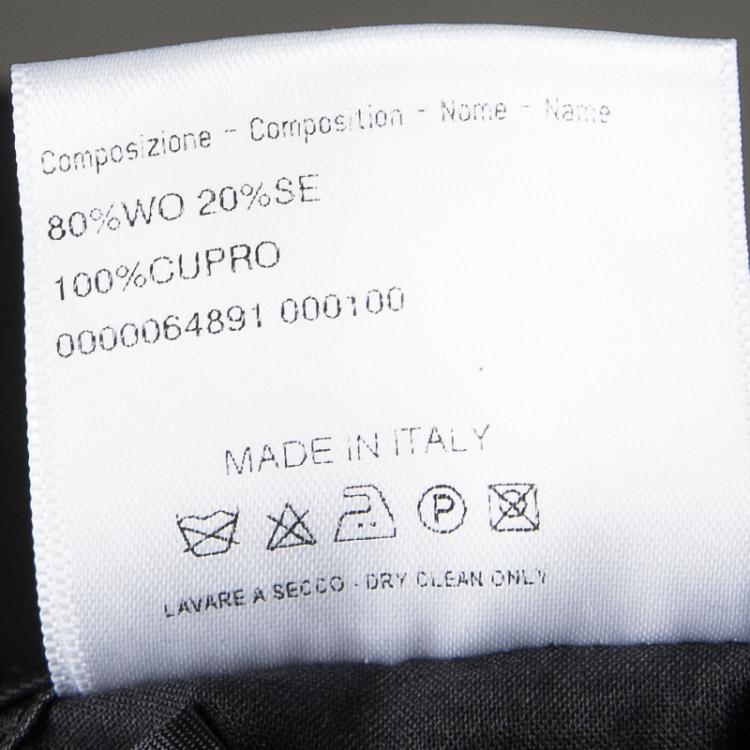 Composizione - Composition - Nome - Name
80%WO 20%SE
100%CUPRO
0000064891 000100
MADE IN ITALY
P
LAVARE A SECCO - DRY CLEAN ONLY